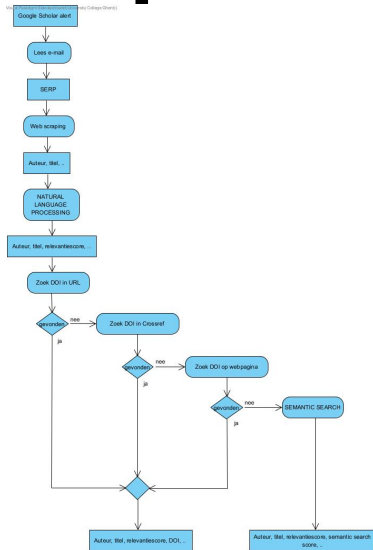 Google Scholar alert
Lees e-mail
SERP
Web scraping
Auteur, titel, ..
NATURAL
LANGUAGE
PROCESSING
Auteur, titel, relevantiescore, ..
Zoek DOI in URL
gevonden
nee
ja
Zoek DOI in Crossref
gevonden
nee
ja
Zoek DOI op webpagina
gevonden
nee
ja
SEMANTIC SEARCH
Auteur, titel, relevantiescore, DOI, ..
Auteur, titel, relevantiescore, semantic search
score, ..